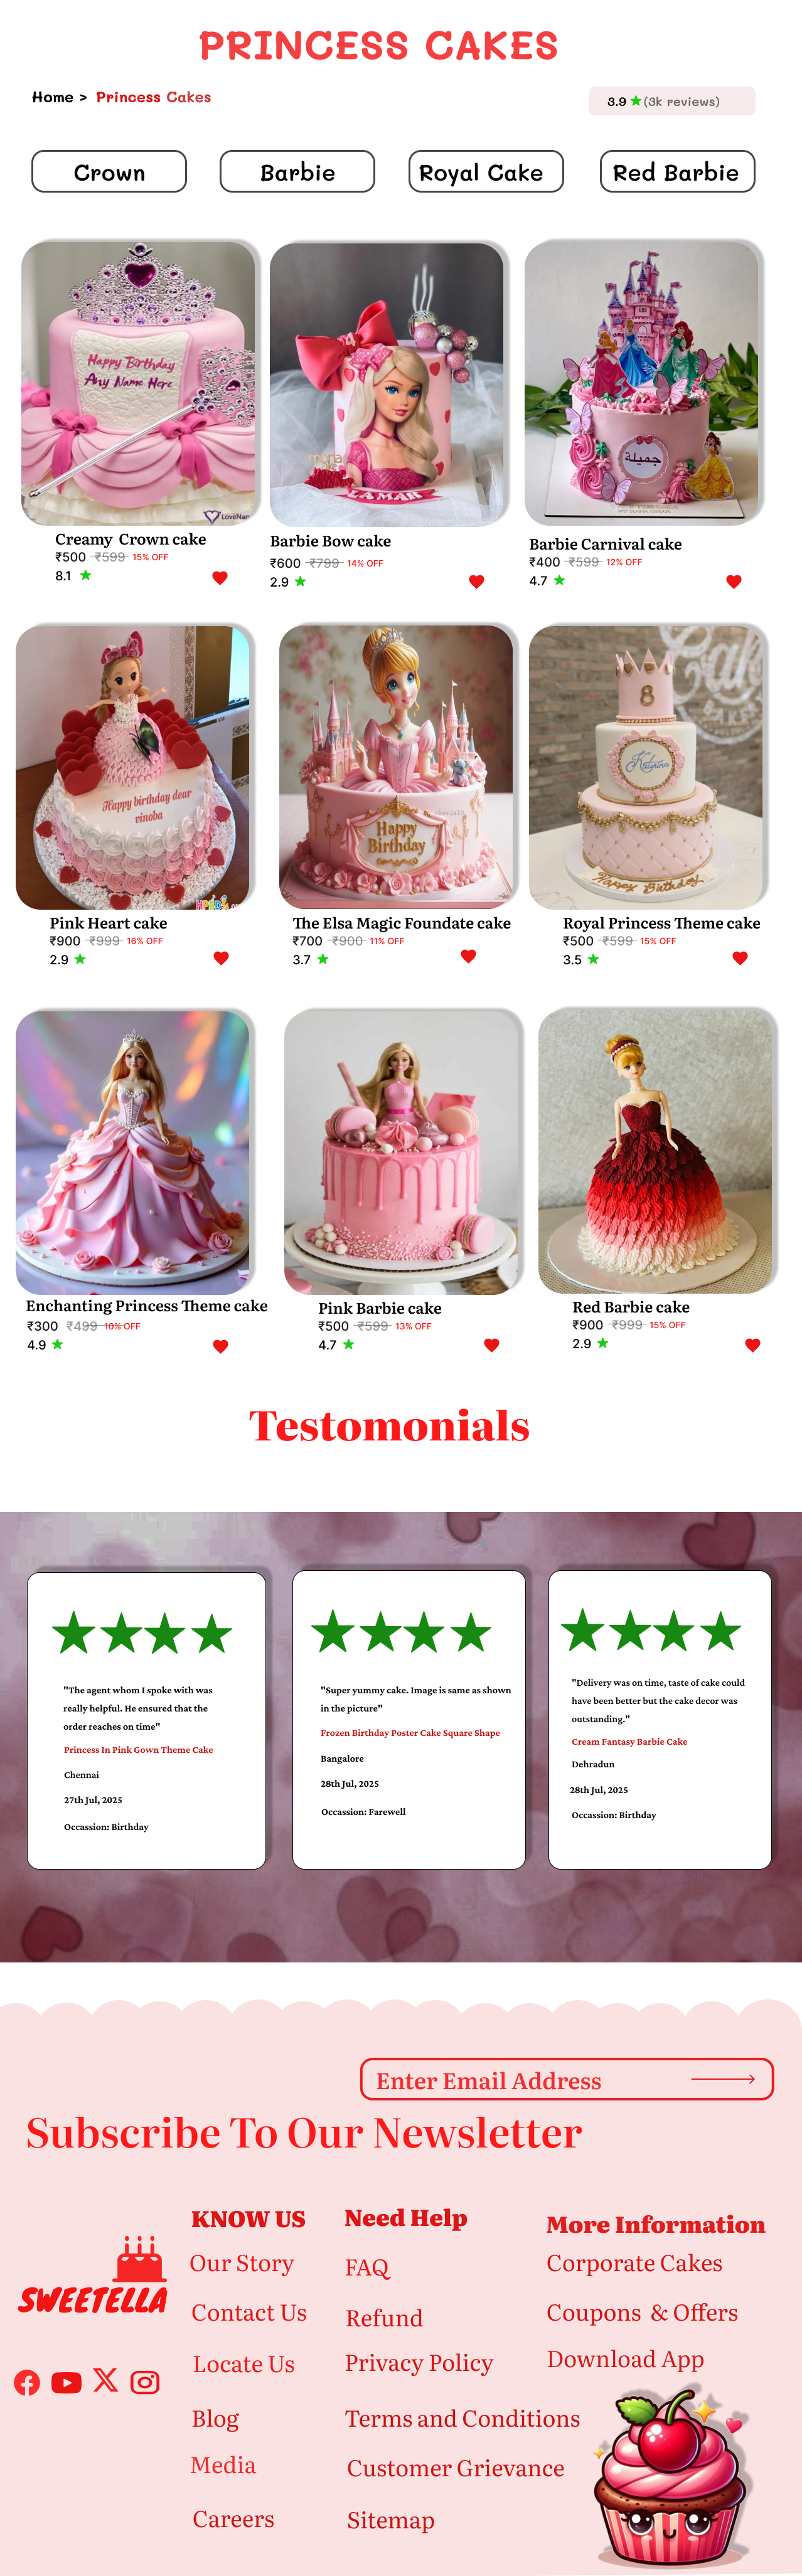 PRINCESS CAKES
Home > Princess Cakes
3.9 ★ (3k reviews)
Crown
Barbie
Royal Cake
Red Barbie
Happy Birthday
Any Name Here
LAMAR
جميلة
Creamy Crown cake
₹500 ₹599 15% OFF
8.1 ★
Barbie Bow cake
₹600 ₹799 14% OFF
2.9 ★
Barbie Carnival cake
₹400 ₹599 12% OFF
4.7 ★
Happy birthday dear
vinoba
Happy
Birthday
8
Katerina
Happy Birthday
Pink Heart cake
₹900 ₹999 16% OFF
2.9 ★
The Elsa Magic Foundate cake
₹700 ₹900 11% OFF
3.7 ★
Royal Princess Theme cake
₹500 ₹599 15% OFF
3.5 ★
Enchanting Princess Theme cake
₹300 ₹499 10% OFF
4.9 ★
Pink Barbie cake
₹500 ₹599 13% OFF
4.7 ★
Red Barbie cake
₹900 ₹999 15% OFF
2.9 ★
Testomonials
"The agent whom I spoke with was
really helpful. He ensured that the
order reaches on time"
Princess In Pink Gown Theme Cake
Chennai
27th Jul, 2025
Occassion: Birthday
"Super yummy cake. Image is same as shown
in the picture"
Frozen Birthday Poster Cake Square Shape
Bangalore
28th Jul, 2025
Occassion: Farewell
"Delivery was on time, taste of cake could
have been better but the cake decor was
outstanding."
Cream Fantasy Barbie Cake
Dehradun
28th Jul, 2025
Occassion: Birthday
Enter Email Address
Subscribe To Our Newsletter
SWEETELLA
KNOW US
Our Story
Contact Us
Locate Us
Blog
Media
Careers
Need Help
FAQ
Refund
Privacy Policy
Terms and Conditions
Customer Grievance
Sitemap
More Information
Corporate Cakes
Coupons & Offers
Download App